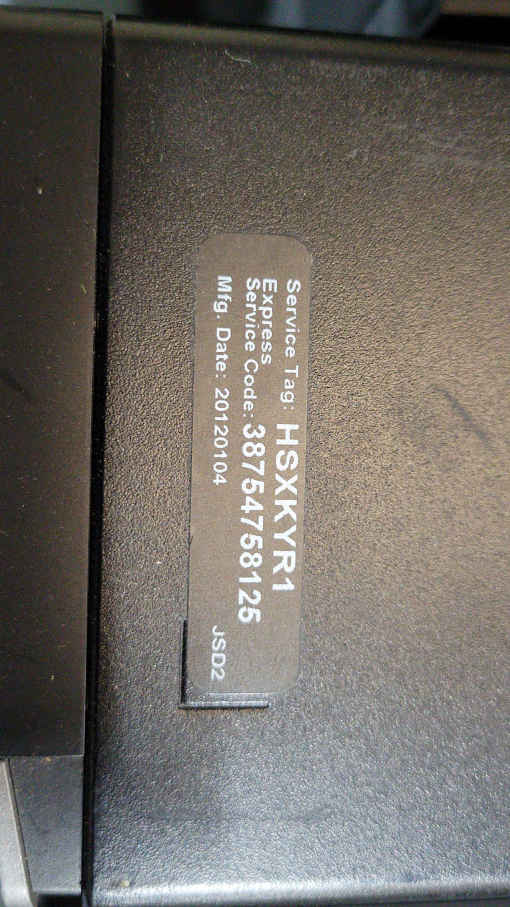 Service Tag: HSXKYR1
Express
Service Code: 38754758125
Mfg. Date: 20120104 JSD2